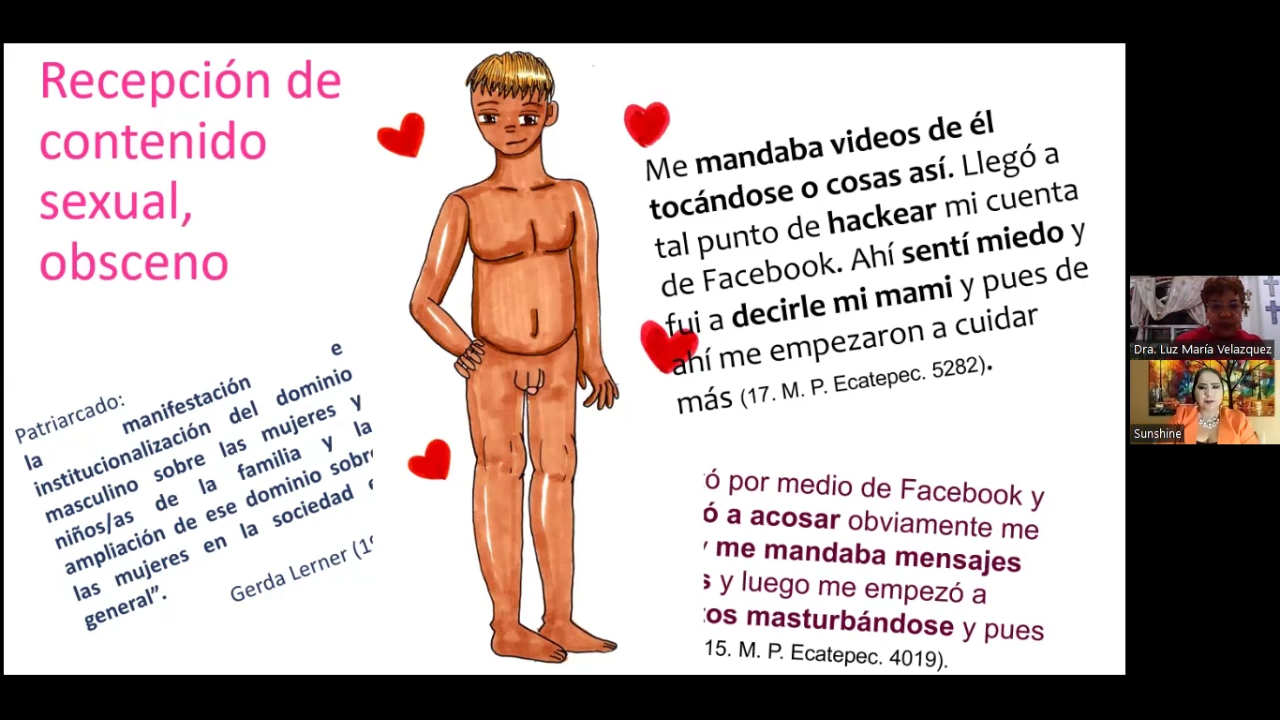 Recepción de
contenido
sexual,
obsceno
Patriarcado:
la manifestación e
institucionalización del dominio
masculino sobre las mujeres y
niños/as de la familia y la
ampliación de ese dominio sobre
las mujeres en la sociedad e
general”.
Gerda Lerner (19
Me mandaba videos de él
tocándose o cosas así. Llegó a
tal punto de hackear mi cuenta
de Facebook. Ahí sentí miedo y
fui a decirle mi mami y pues de
ahí me empezaron a cuidar
más (17. M. P. Ecatepec. 5282).
ó por medio de Facebook y
ó a acosar obviamente me
y me mandaba mensajes
s y luego me empezó a
tos masturbándose y pues
15. M. P. Ecatepec. 4019).
Dra. Luz María Velazquez
Sunshine